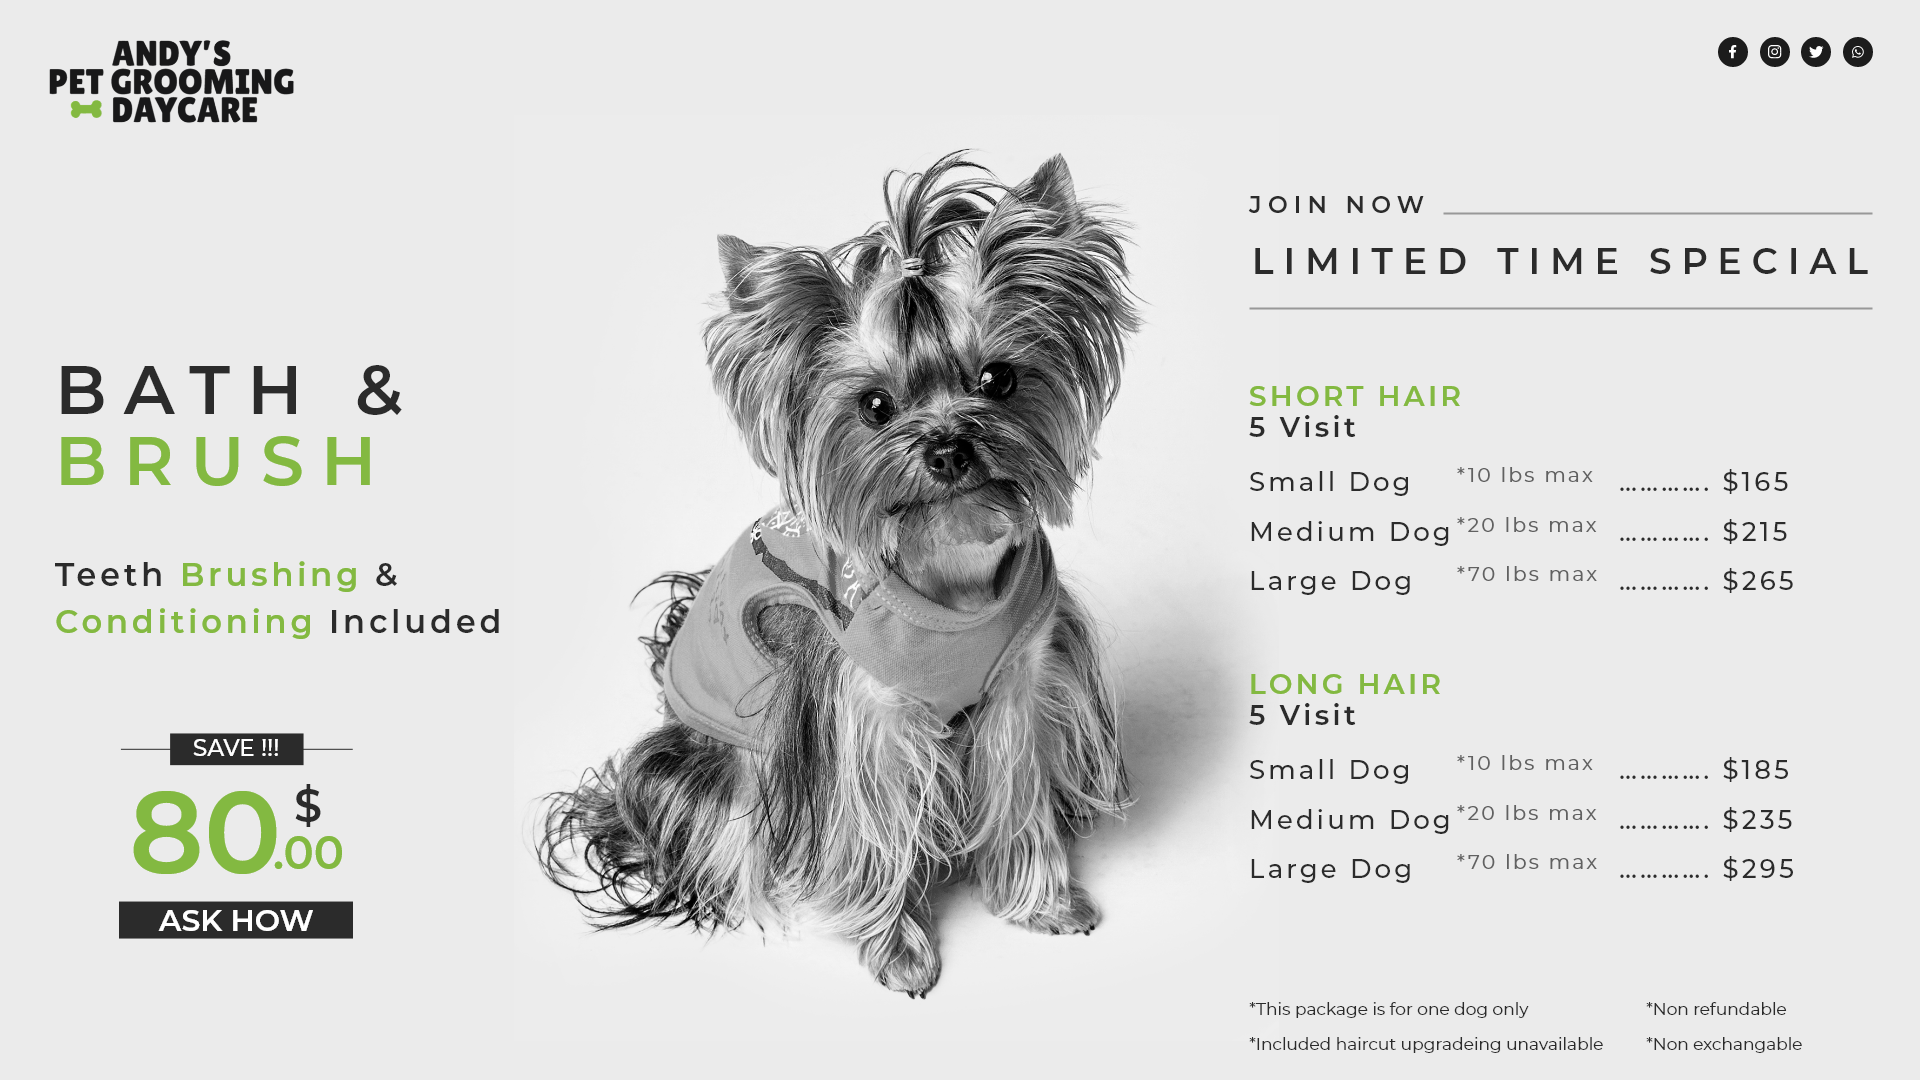 ANDY'S
PET GROOMING
DAYCARE
BATH &
BRUSH
Teeth Brushing &
Conditioning Included
SAVE !!!
80.00 $
ASK HOW
JOIN NOW
LIMITED TIME SPECIAL
SHORT HAIR
5 Visit
Small Dog *10 lbs max ............. $165
Medium Dog *20 lbs max ............. $215
Large Dog *70 lbs max ............. $265
LONG HAIR
5 Visit
Small Dog *10 lbs max ............. $185
Medium Dog *20 lbs max ............. $235
Large Dog *70 lbs max ............. $295
*This package is for one dog only *Non refundable
*Included haircut upgradeing unavailable *Non exchangable